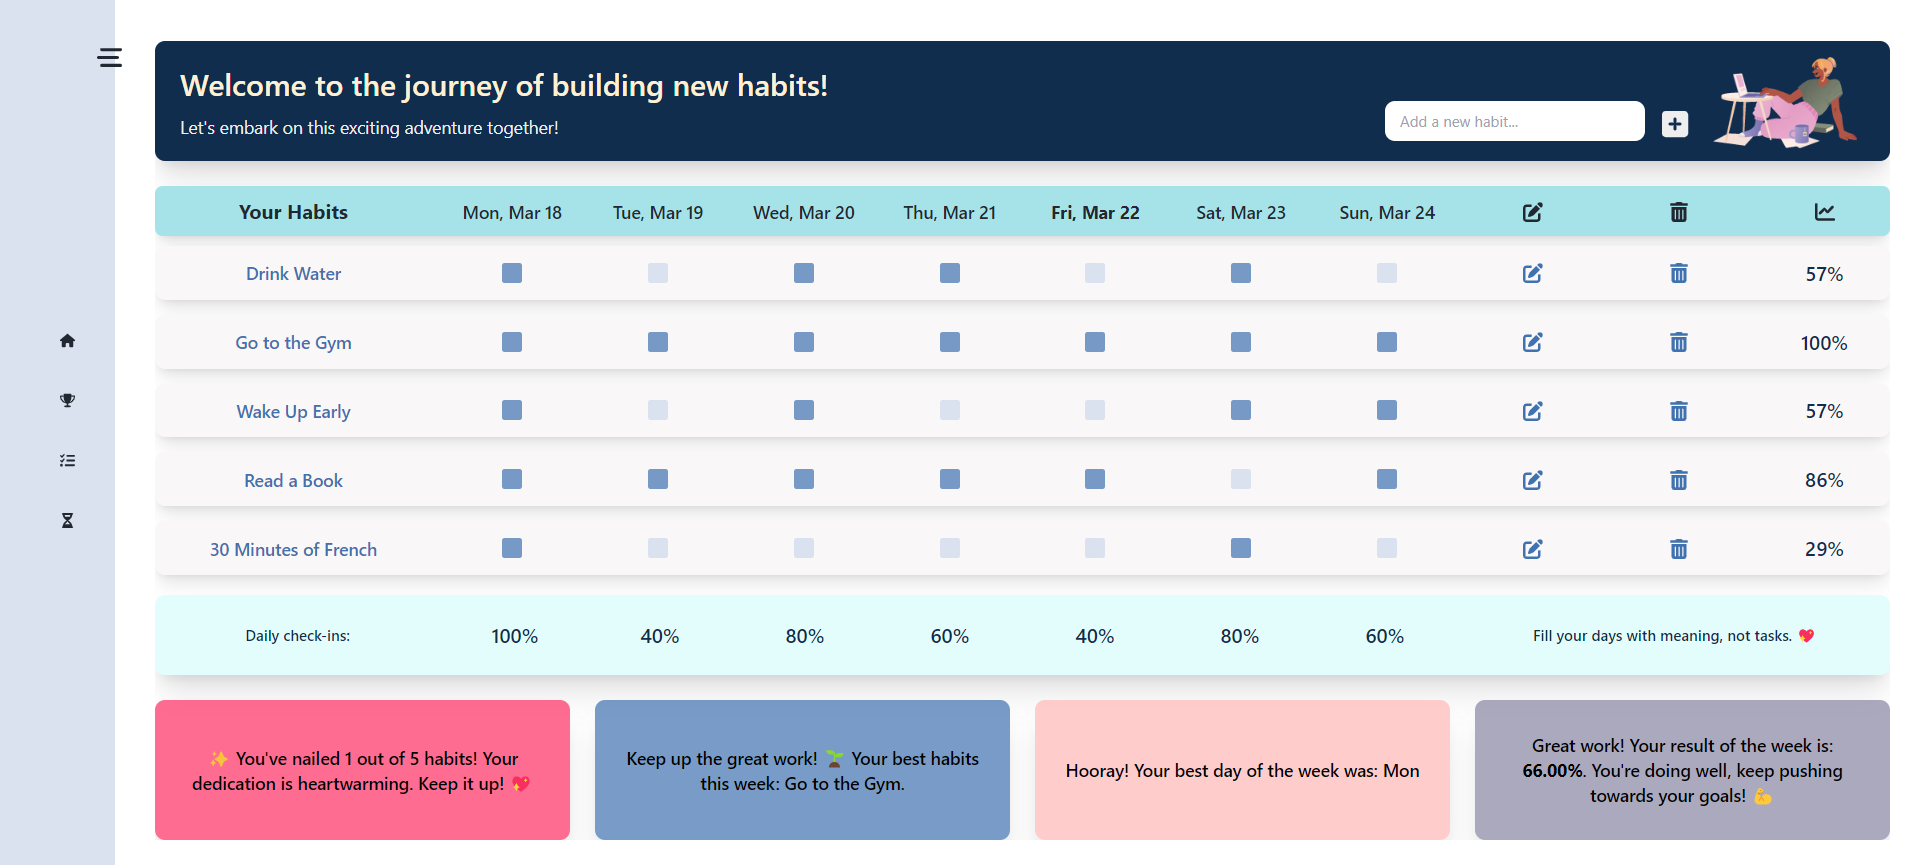 Welcome to the journey of building new habits!
Let's embark on this exciting adventure together!
Add a new habit...
Your Habits Mon, Mar 18 Tue, Mar 19 Wed, Mar 20 Thu, Mar 21 Fri, Mar 22 Sat, Mar 23 Sun, Mar 24
Drink Water 57%
Go to the Gym 100%
Wake Up Early 57%
Read a Book 86%
30 Minutes of French 29%
Daily check-ins: 100% 40% 80% 60% 40% 80% 60% Fill your days with meaning, not tasks. 💖
✨ You've nailed 1 out of 5 habits! Your
dedication is heartwarming. Keep it up! 💖
Keep up the great work! 🌱 Your best habits
this week: Go to the Gym.
Hooray! Your best day of the week was: Mon
Great work! Your result of the week is:
66.00%. You're doing well, keep pushing
towards your goals! 💪